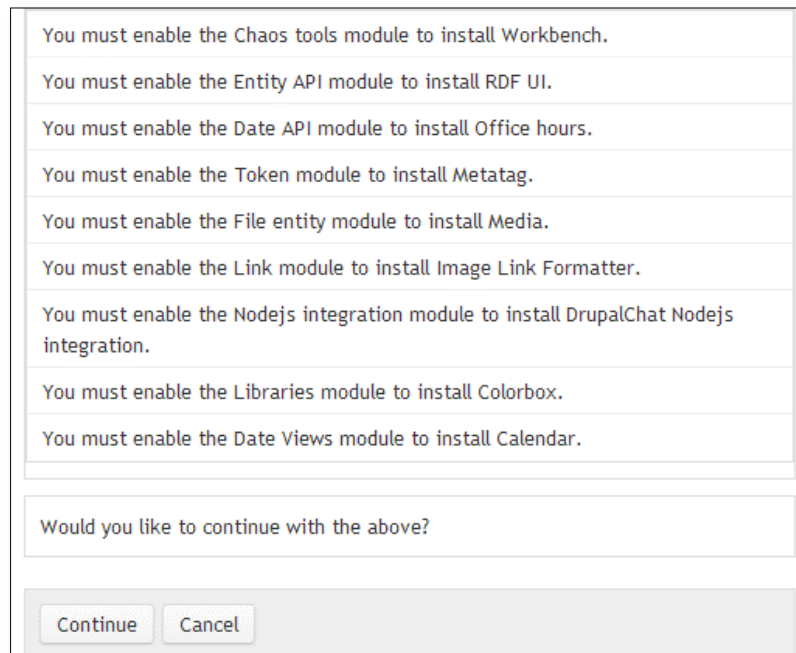 You must enable the Chaos tools module to install Workbench.
You must enable the Entity API module to install RDF UI.
You must enable the Date API module to install Office hours.
You must enable the Token module to install Metatag.
You must enable the File entity module to install Media.
You must enable the Link module to install Image Link Formatter.
You must enable the Nodejs integration module to install DrupalChat Nodejs
integration.
You must enable the Libraries module to install Colorbox.
You must enable the Date Views module to install Calendar.
Would you like to continue with the above?
Continue Cancel